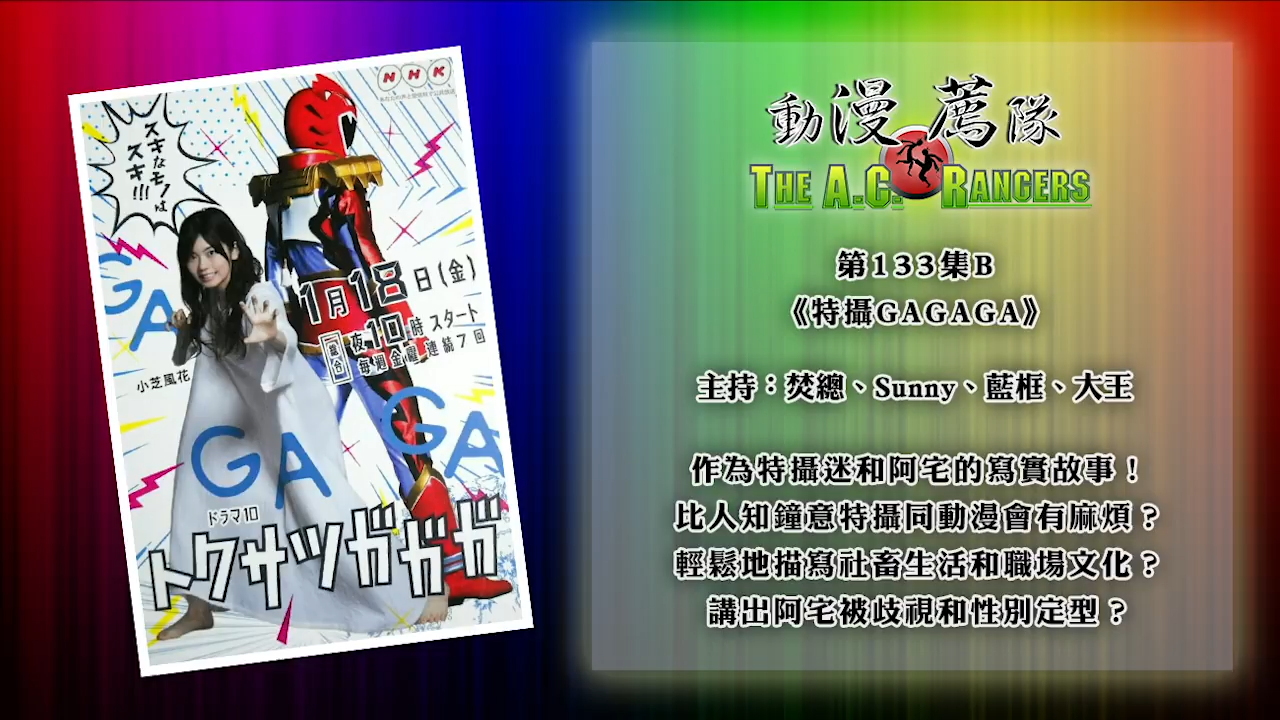 NHK
スキなモノは
スキ!!!
小芝風花
1月18日(金)
夜10時スタート
毎週金曜 連続7回
GAGAGAGA
ドラマ10
トクサツガガガ
動漫薦隊
THE A.C. RANGERS
第133集B
《特攝GAGAGA》
主持：焚總、Sunny、藍框、大王
作為特攝迷和阿宅的寫實故事！
比人知鐘意特攝同動漫會有麻煩？
輕鬆地描寫社畜生活和職場文化？
講出阿宅被歧視和性別定型？